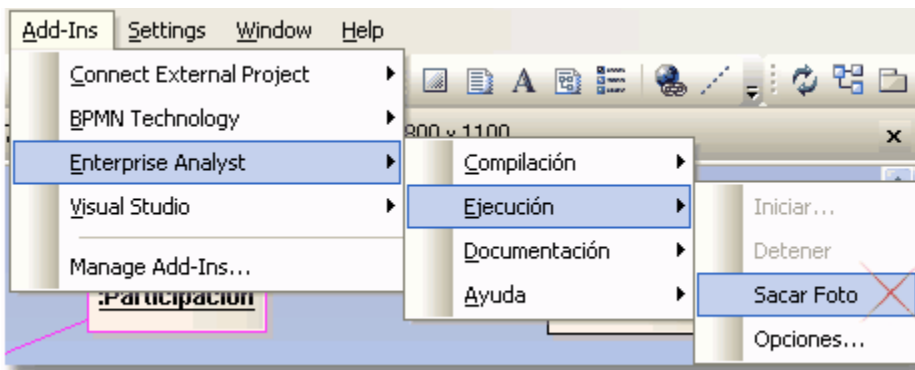 Add-Ins Settings Window Help
Connect External Project
BPMN Technology
800 x 1100
Enterprise Analyst
Compilación
Visual Studio
Ejecución
Iniciar...
Documentación
Detener
Manage Add-Ins...
:Participación
Ayuda
Sacar Foto
Opciones...